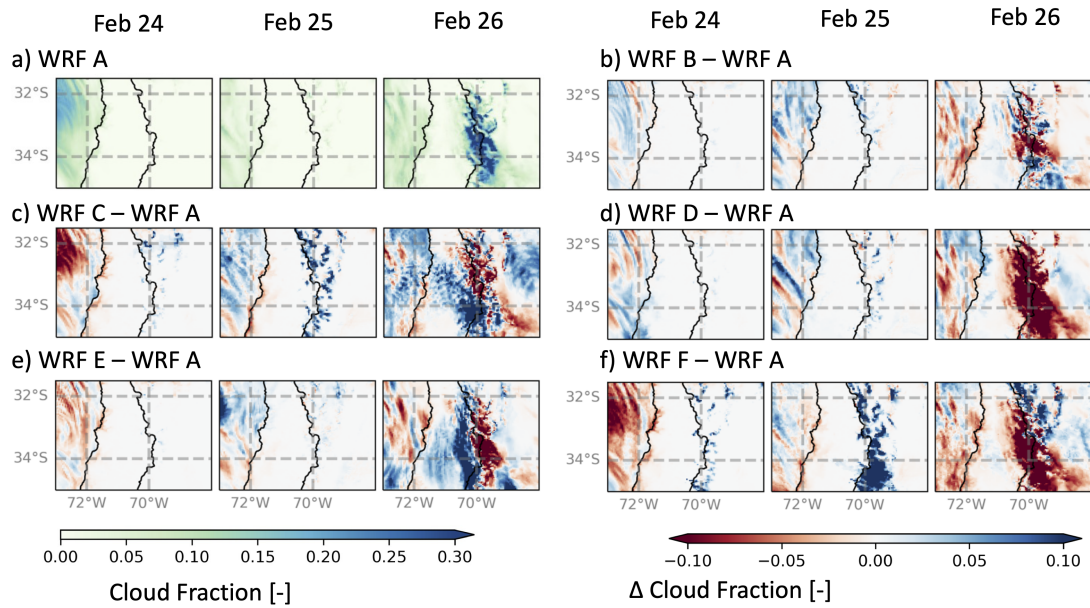 Feb 24 Feb 25 Feb 26 Feb 24 Feb 25 Feb 26
a) WRF A
b) WRF B – WRF A
32°S
34°S
32°S
34°S
c) WRF C – WRF A
d) WRF D – WRF A
32°S
34°S
32°S
34°S
e) WRF E – WRF A
f) WRF F – WRF A
32°S
34°S
32°S
34°S
72°W 70°W 72°W 70°W 72°W 70°W
72°W 70°W 72°W 70°W 72°W 70°W
0.00 0.05 0.10 0.15 0.20 0.25 0.30
Cloud Fraction [-]
−0.10 −0.05 0.00 0.05 0.10
Δ Cloud Fraction [-]